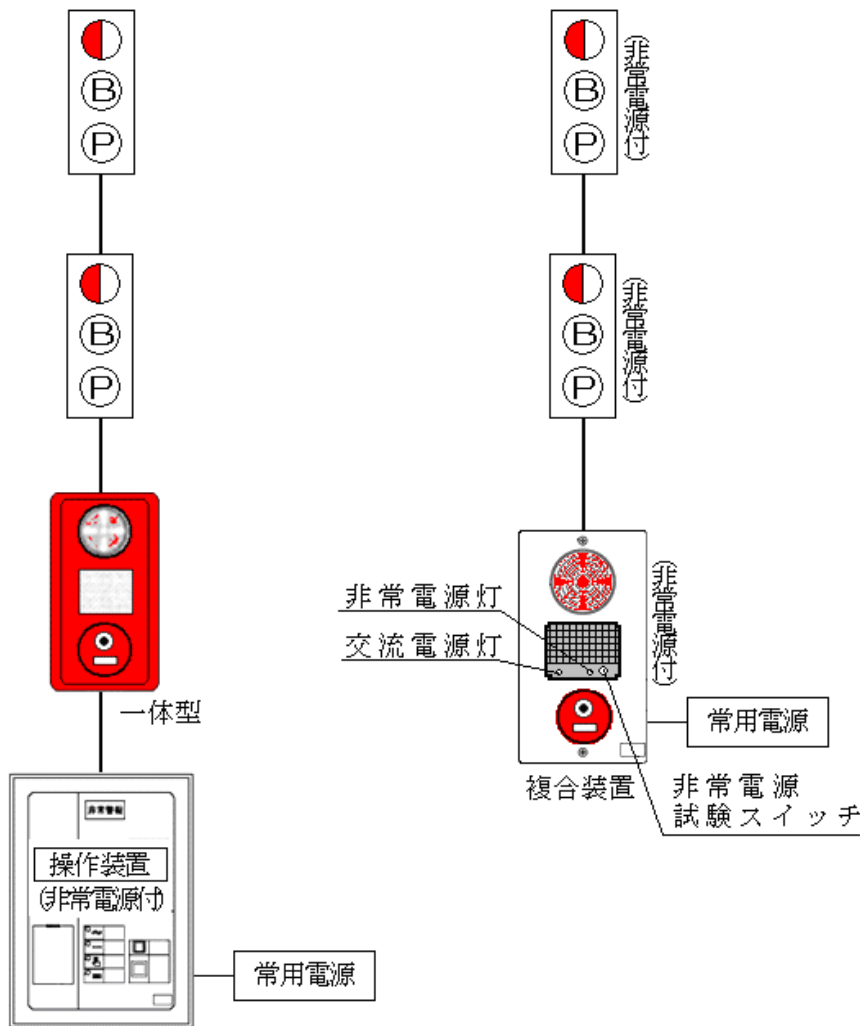 B
P
B
P
一体型
非常警報
操作装置
(非常電源付)
常用電源
B
P
(非常電源付)
B
P
(非常電源付)
非常電源灯
交流電源灯
(非常電源付)
常用電源
複合装置
非常電源
試験スイッチ